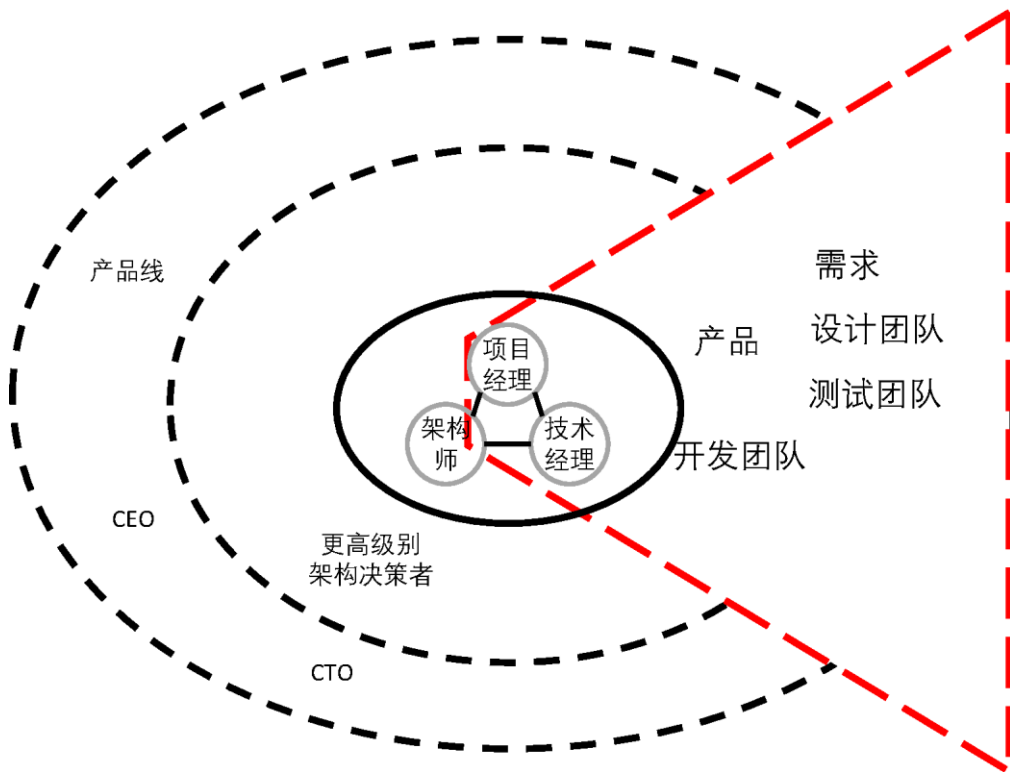 产品线
需求
设计团队
产品
测试团队
项目
经理
架构
师
技术
经理
开发团队
CEO
更高级别
架构决策者
CTO